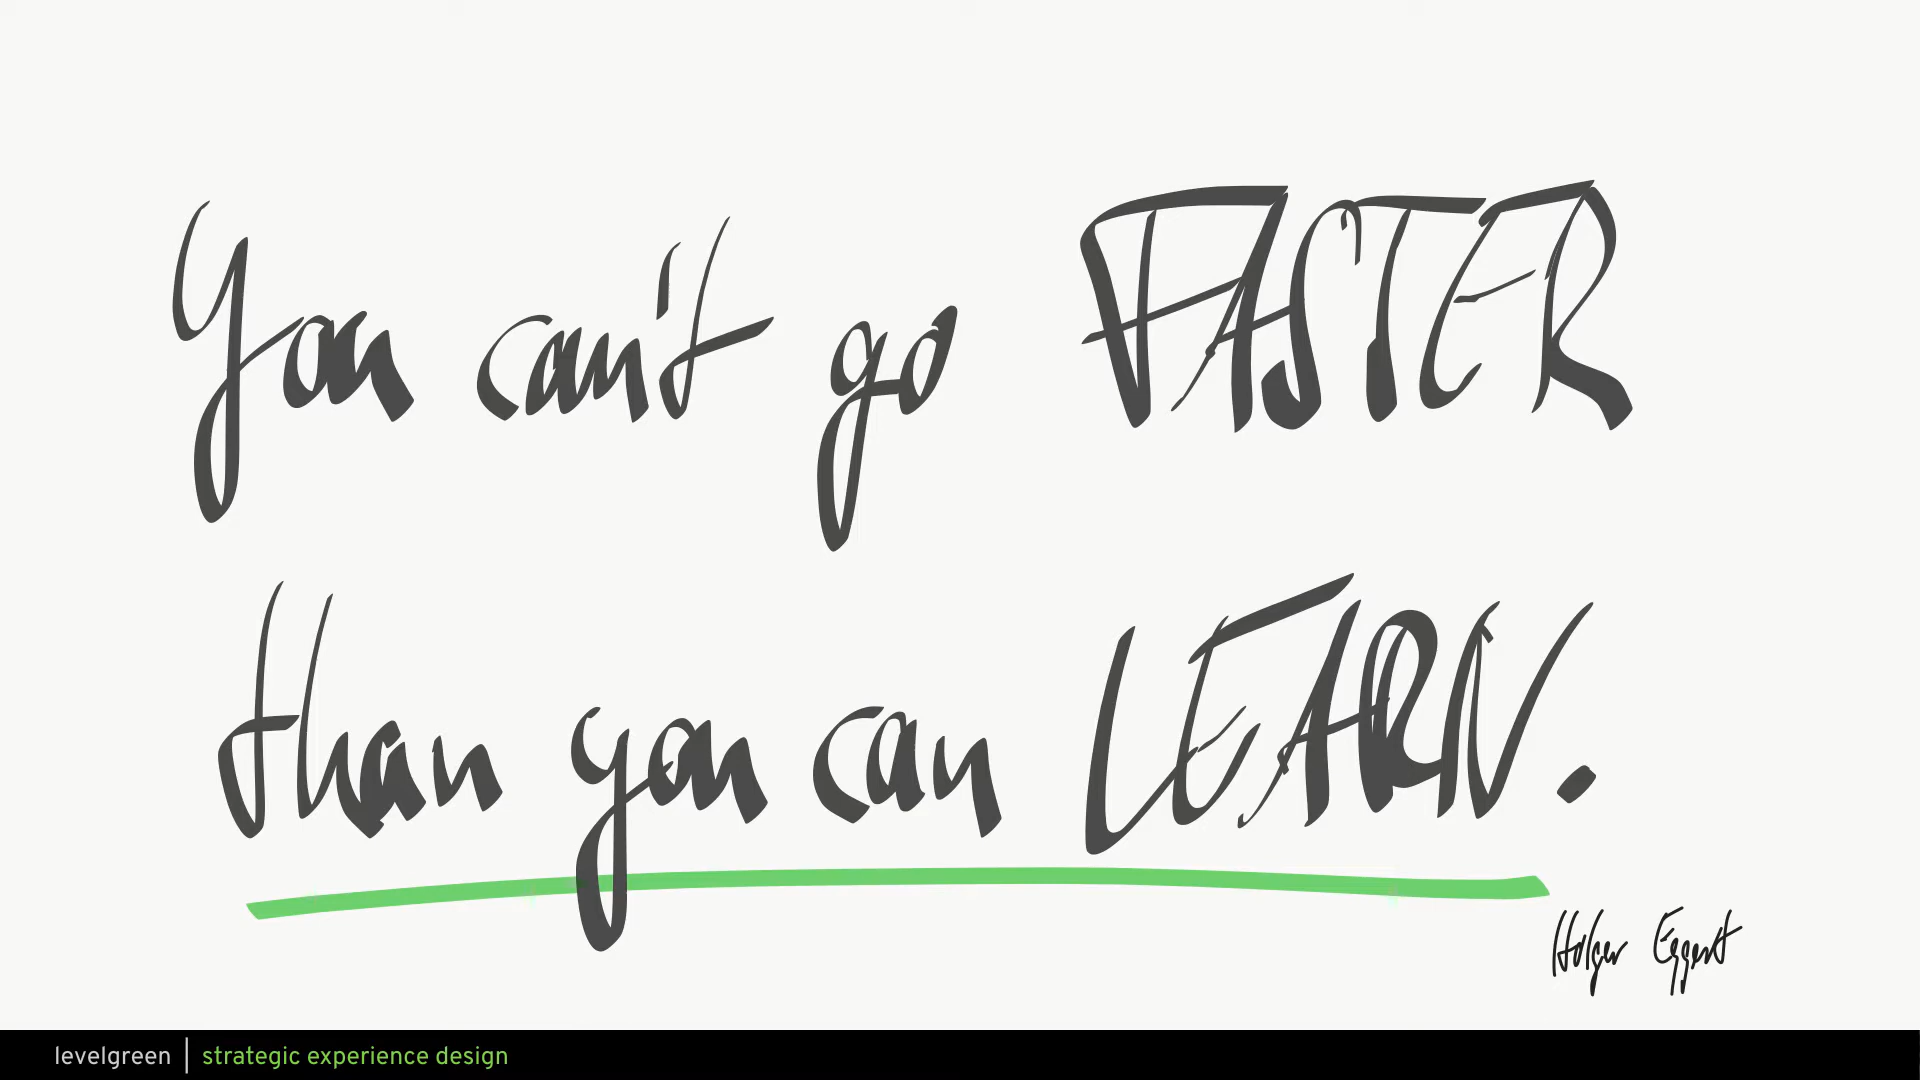 You can't go FASTER
than you can LEARN.
Holger Eggert
levelgreen | strategic experience design